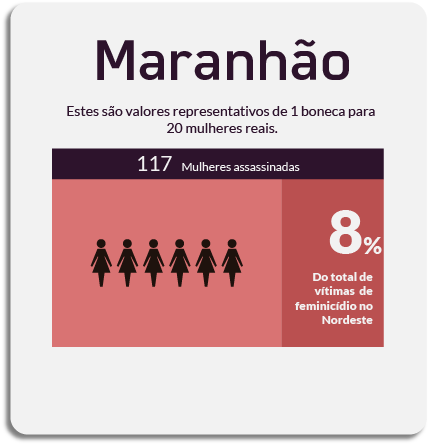 Maranhão
Estes são valores representativos de 1 boneca para
20 mulheres reais.
117 Mulheres assassinadas
8%
Do total de
vítimas de
feminicídio no
Nordeste